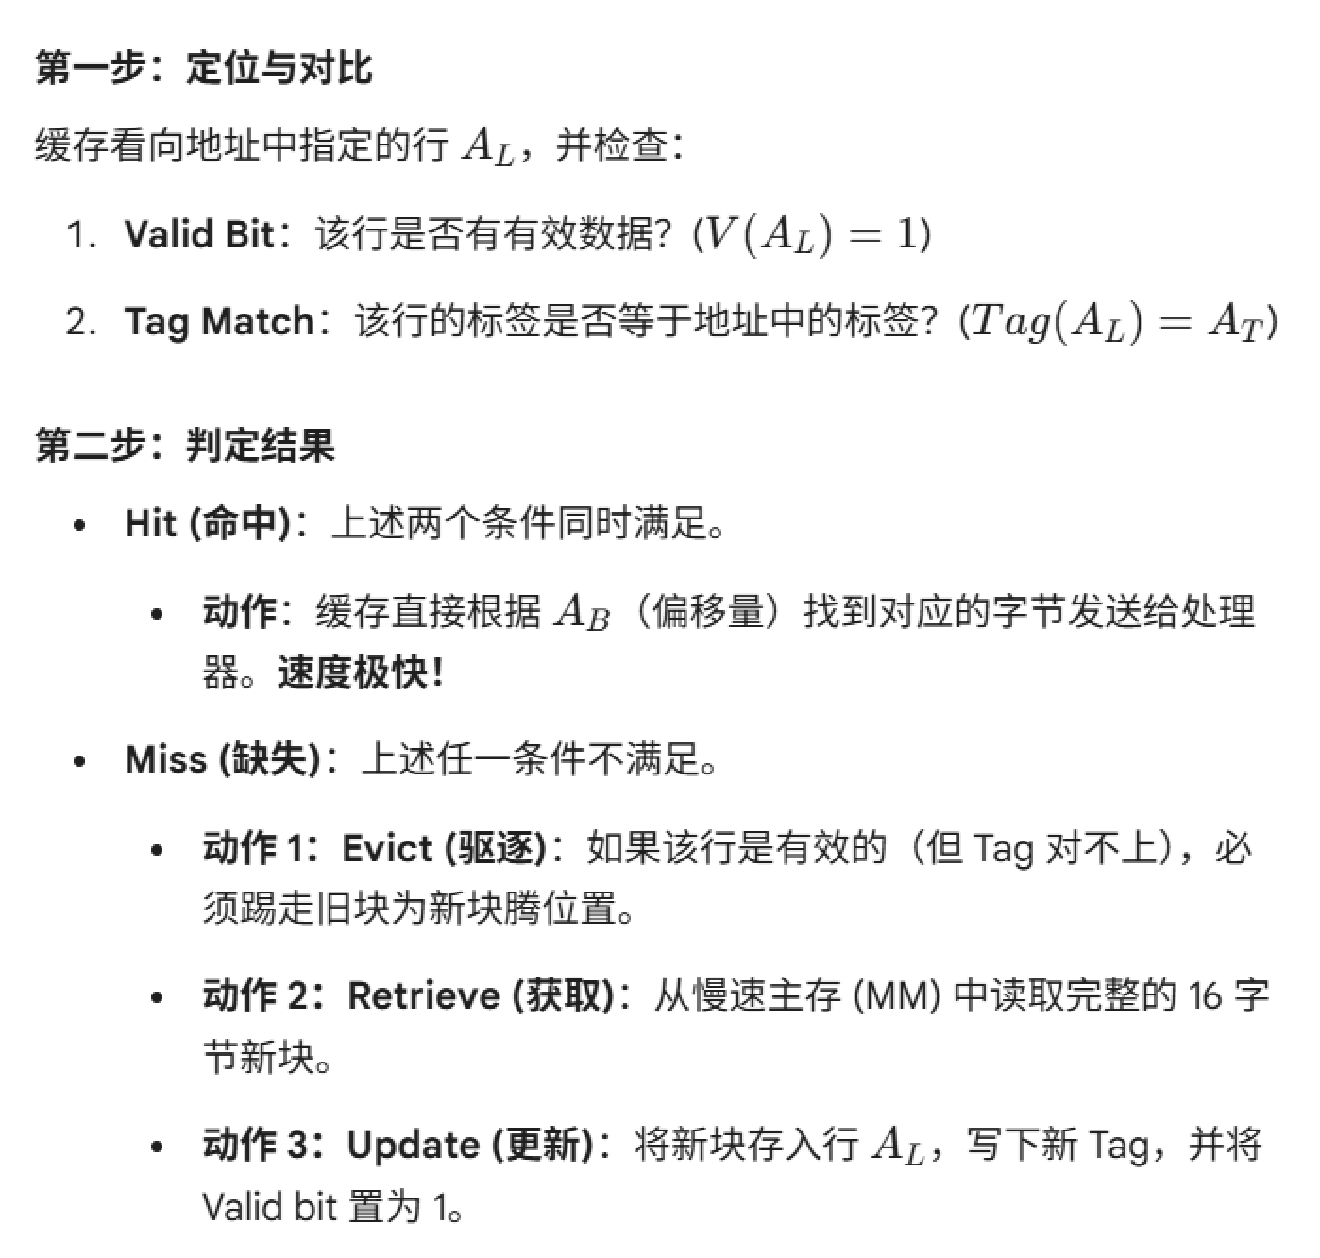 第一步：定位与对比
缓存看向地址中指定的行 A_L，并检查：
1. Valid Bit：该行是否有有效数据？(V(A_L) = 1)
2. Tag Match：该行的标签是否等于地址中的标签？(Tag(A_L) = A_T)
第二步：判定结果
• Hit (命中)：上述两个条件同时满足。
• 动作：缓存直接根据 A_B（偏移量）找到对应的字节发送给处理
器。速度极快！
• Miss (缺失)：上述任一条件不满足。
• 动作 1：Evict (驱逐)：如果该行是有效的（但 Tag 对不上），必
须踢走旧块为新块腾位置。
• 动作 2：Retrieve (获取)：从慢速主存 (MM) 中读取完整的 16 字
节新块。
• 动作 3：Update (更新)：将新块存入行 A_L，写下新 Tag，并将
Valid bit 置为 1。